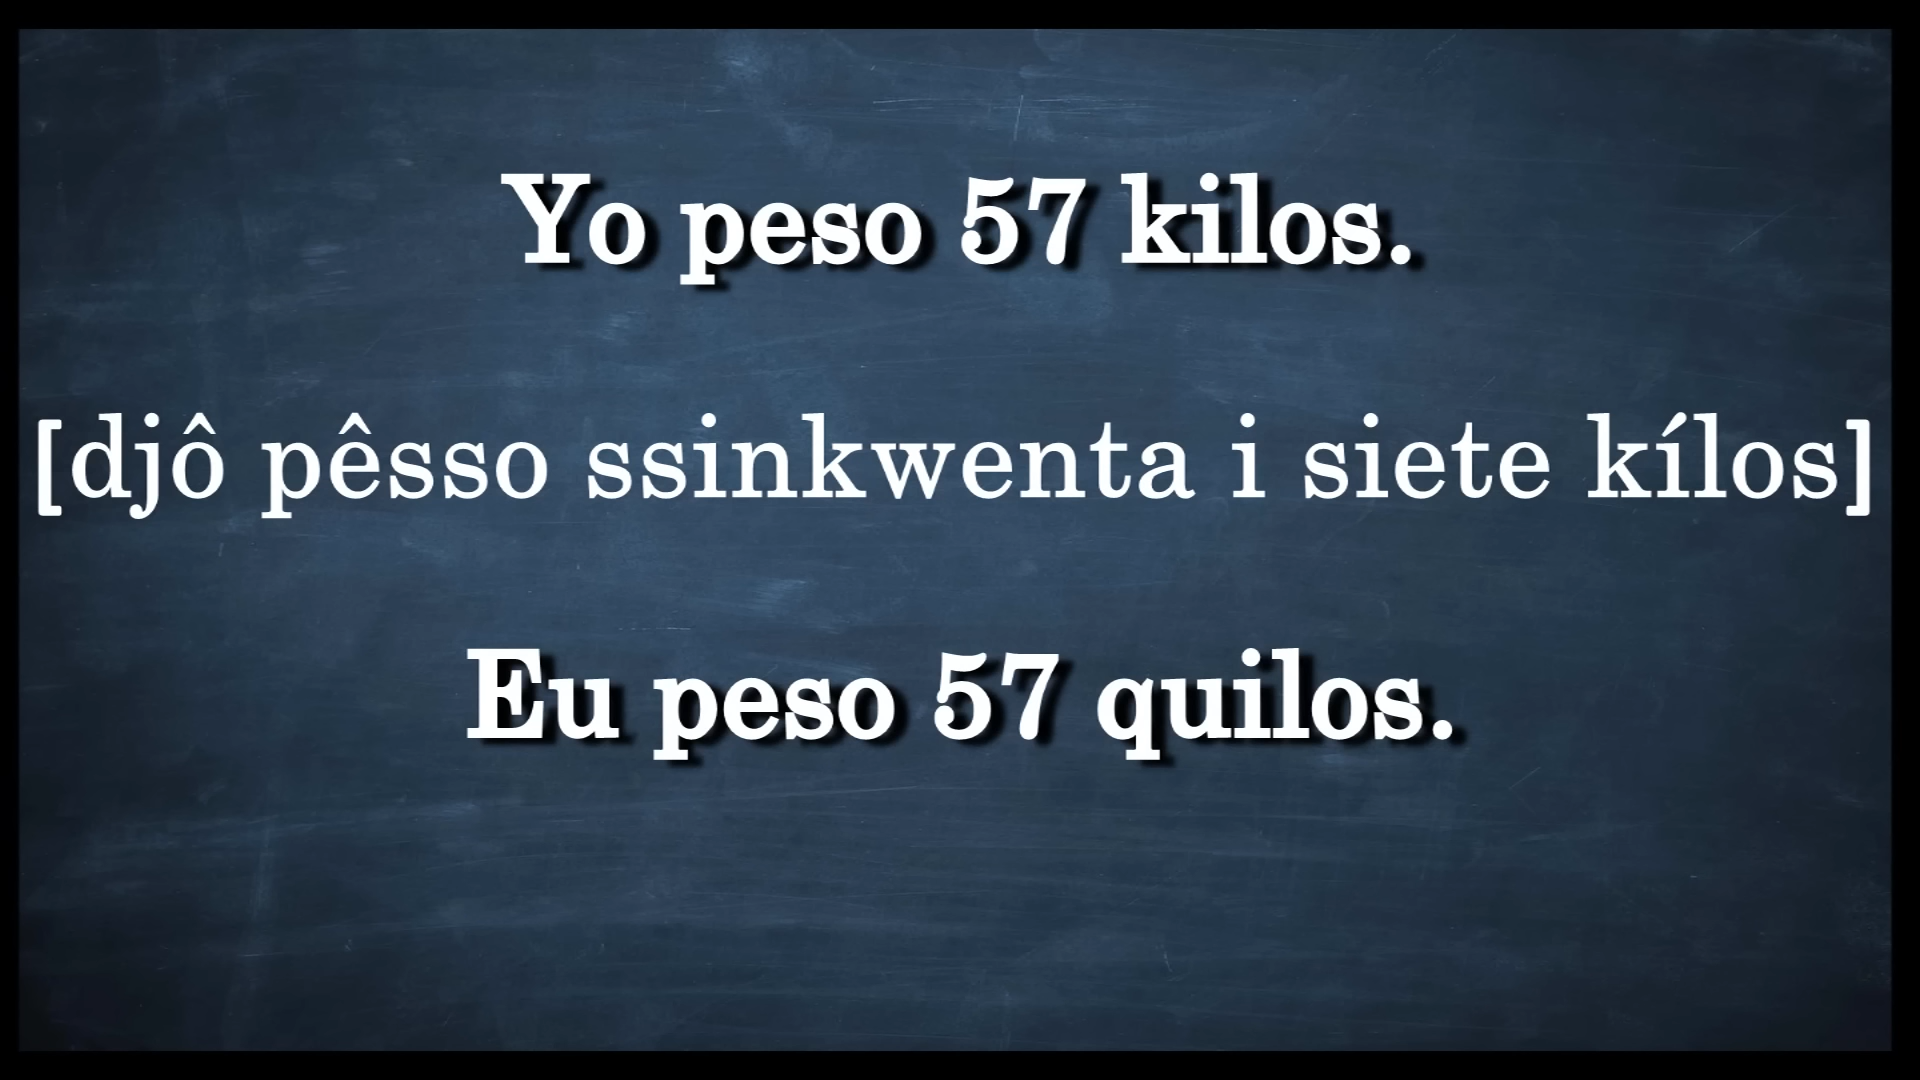 Yo peso 57 kilos.
[djô pêsso ssinkwenta i siete kílos]
Eu peso 57 quilos.